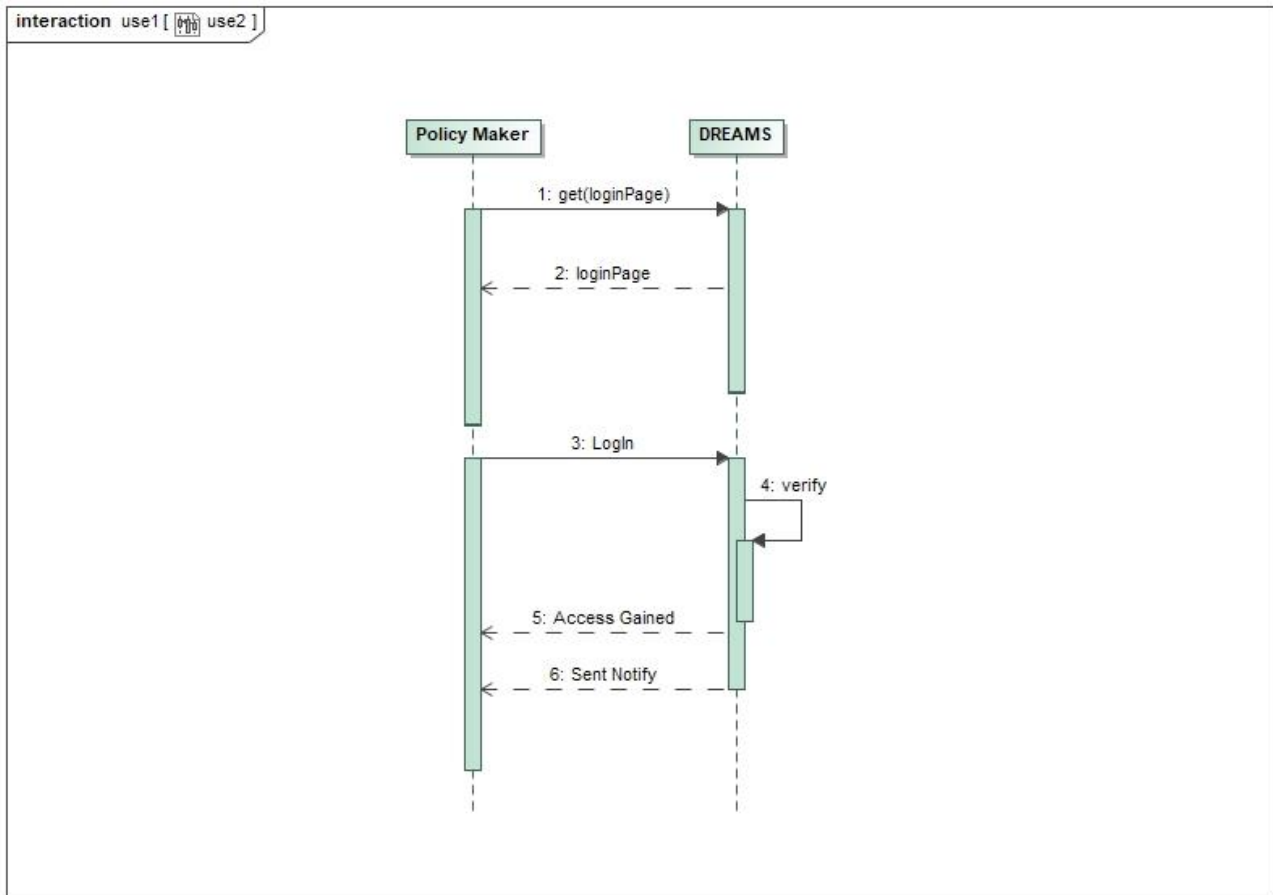 interaction use1 [ use2 ]
Policy Maker
DREAMS
1: get(loginPage)
2: loginPage
3: LogIn
4: verify
5: Access Gained
6: Sent Notify